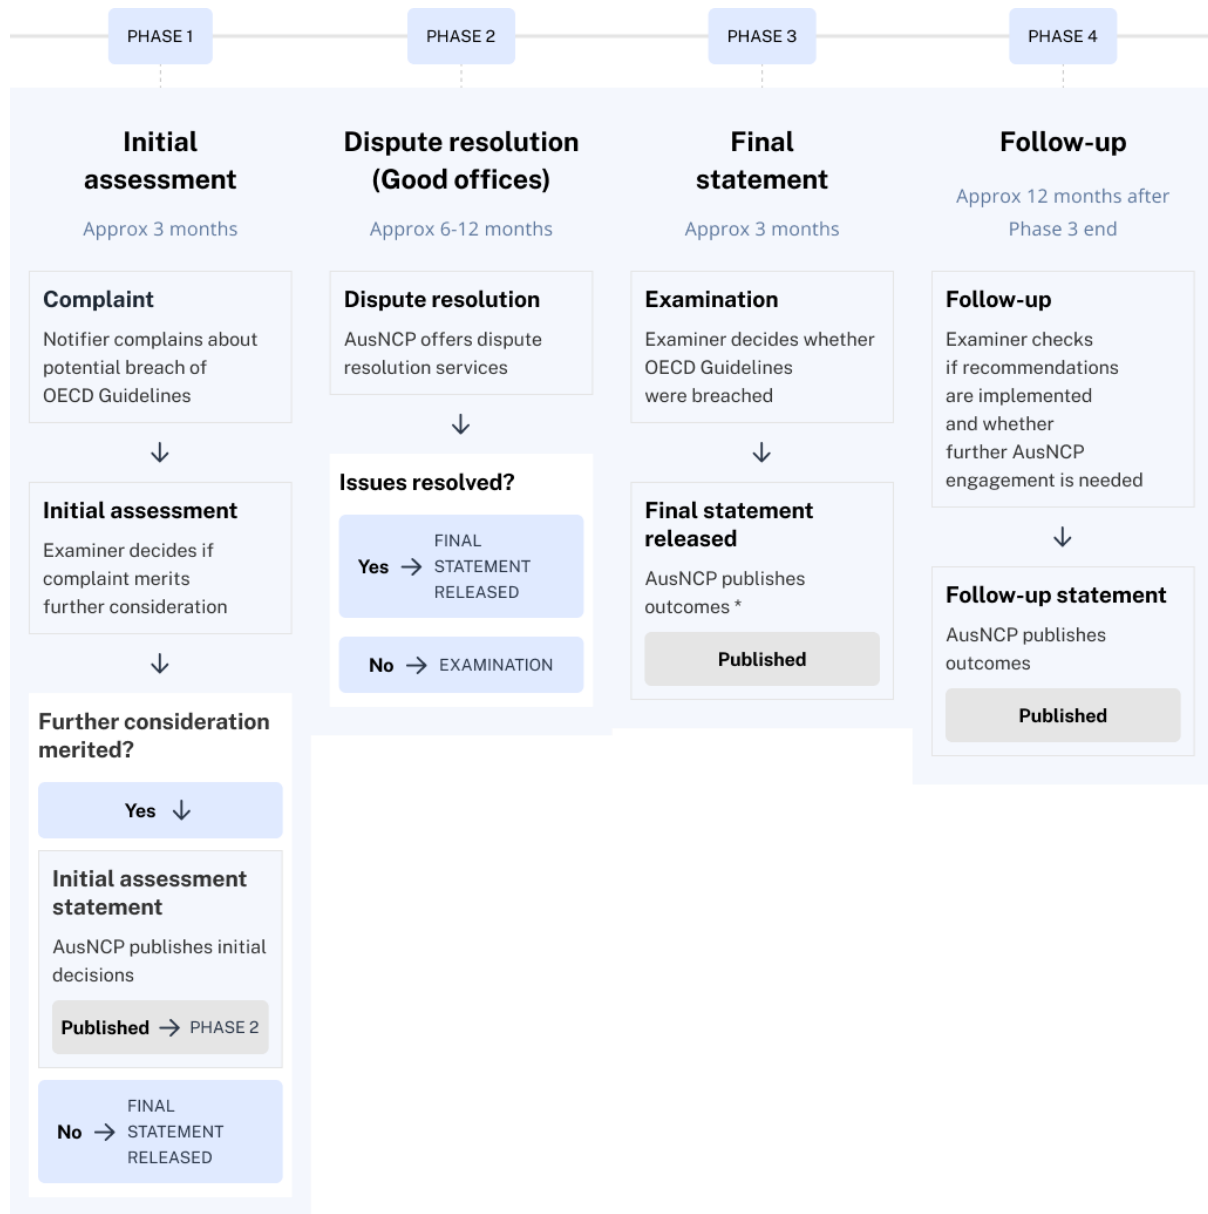 PHASE 1
PHASE 2
PHASE 3
PHASE 4
Initial
assessment
Approx 3 months
Complaint
Notifier complains about
potential breach of
OECD Guidelines
↓
Initial assessment
Examiner decides if
complaint merits
further consideration
↓
Further consideration
merited?
Yes ↓
Initial assessment
statement
AusNCP publishes initial
decisions
Published → PHASE 2
No → FINAL
STATEMENT
RELEASED
Dispute resolution
(Good offices)
Approx 6-12 months
Dispute resolution
AusNCP offers dispute
resolution services
↓
Issues resolved?
Yes → FINAL
STATEMENT
RELEASED
No → EXAMINATION
Final
statement
Approx 3 months
Examination
Examiner decides whether
OECD Guidelines
were breached
↓
Final statement
released
AusNCP publishes
outcomes *
Published
Follow-up
Approx 12 months after
Phase 3 end
Follow-up
Examiner checks
if recommendations
are implemented
and whether
further AusNCP
engagement is needed
↓
Follow-up statement
AusNCP publishes
outcomes
Published